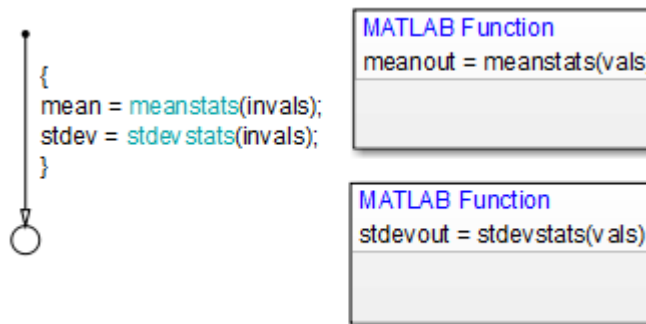 {
mean = meanstats(invals);
stdev = stdevstats(invals);
}
MATLAB Function
meanout = meanstats(vals
MATLAB Function
stdevout = stdevstats(vals)